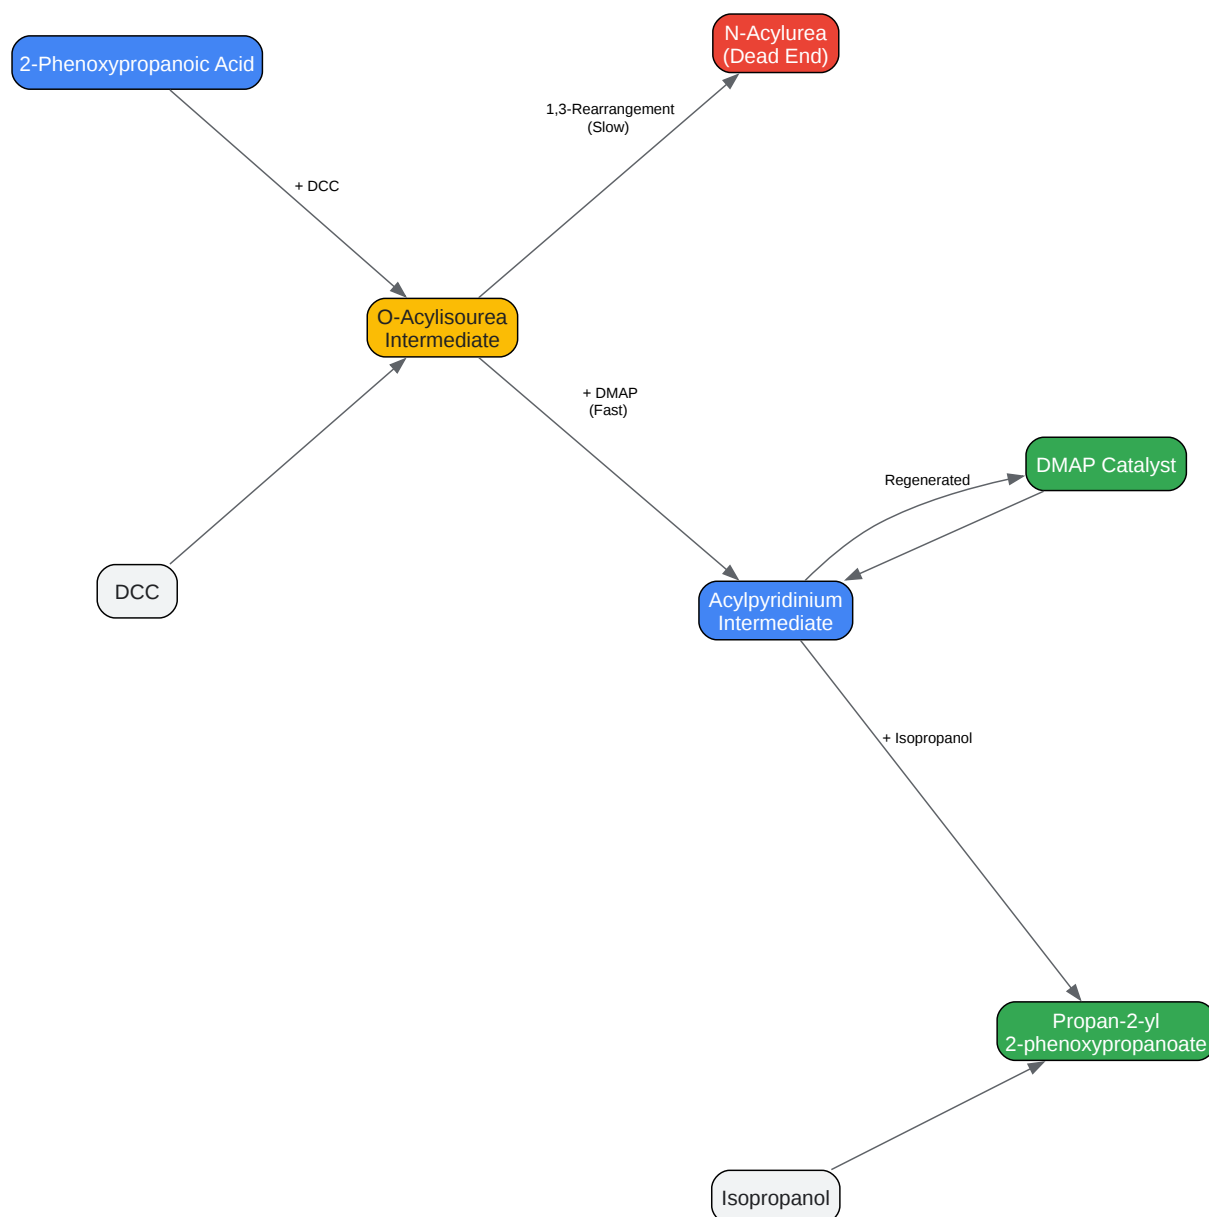 N-Acylurea
(Dead End)
2-Phenoxypropanoic Acid
1,3-Rearrangement
(Slow)
+ DCC
O-Acylisourea
Intermediate
+ DMAP
(Fast)
DMAP Catalyst
Regenerated
DCC
Acylpyridinium
Intermediate
+ Isopropanol
Propan-2-yl
2-phenoxypropanoate
Isopropanol